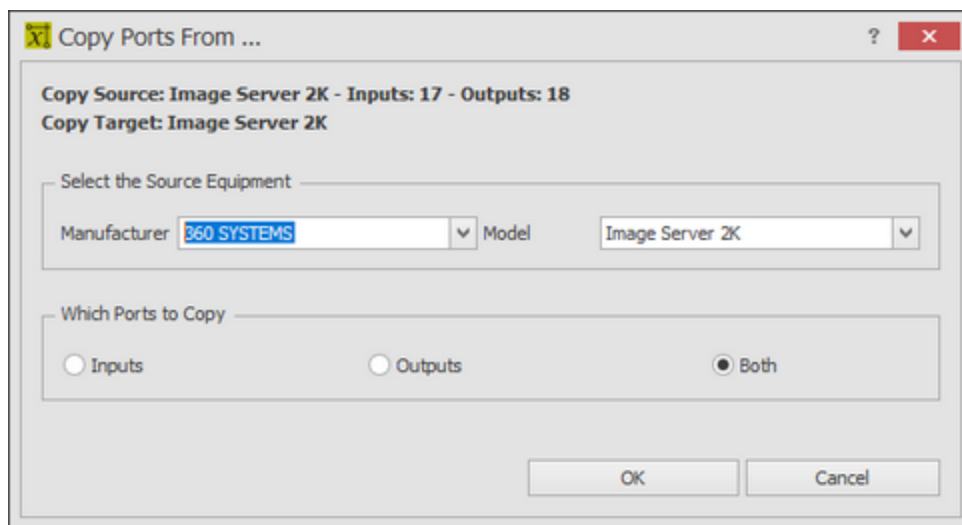 Copy Ports From ...
?
Copy Source: Image Server 2K - Inputs: 17 - Outputs: 18
Copy Target: Image Server 2K
Select the Source Equipment
Manufacturer 360 SYSTEMS Model Image Server 2K
Which Ports to Copy
Inputs Outputs Both
OK Cancel